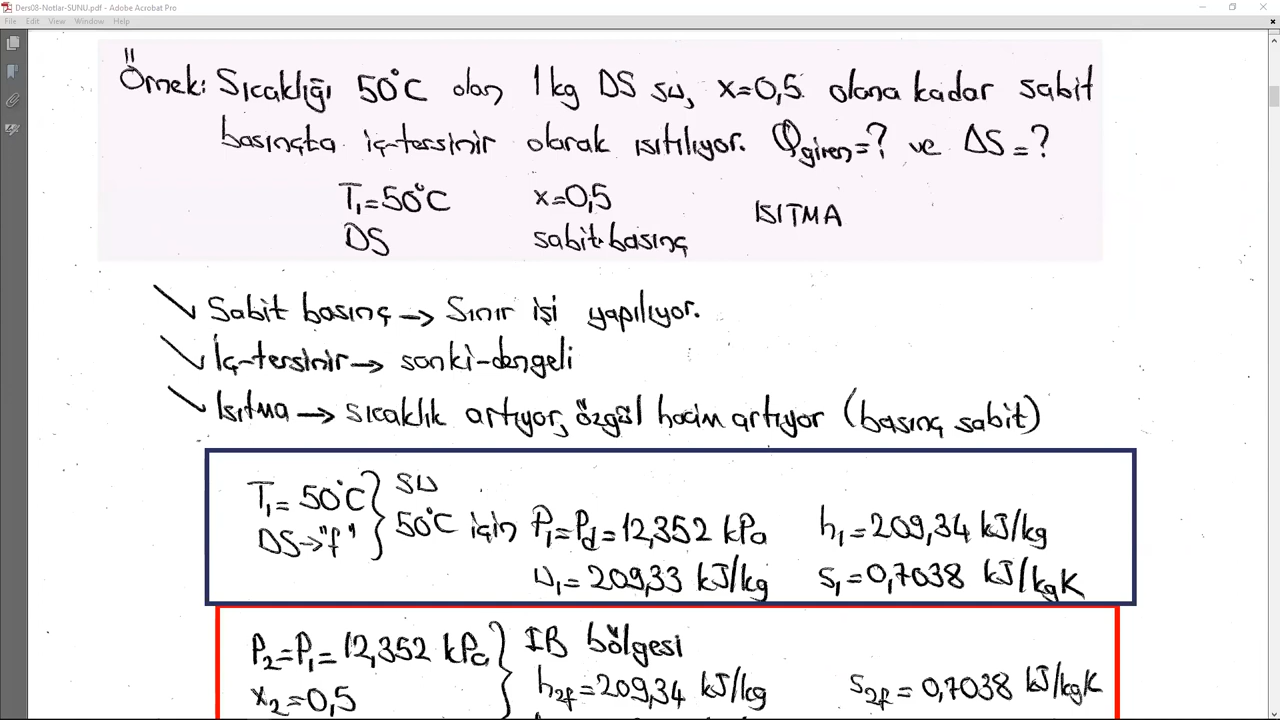 Ders08-Notlar-SUNU.pdf - Adobe Acrobat Pro
File Edit View Window Help
Örnek: Sıcaklığı 50°C olan 1kg DS su, x=0,5 olana kadar sabit
basınçta iç-tersinir olarak ısıtılıyor. Qgiren=? ve ΔS=?
T₁=50°C x=0,5 ISITMA
DS sabit basınç
Sabit basınç → Sınır işi yapılıyor.
İç-tersinir → sanki-dengeli
Isıtma → sıcaklık artıyor, özgül hacim artıyor (basınç sabit)
T₁=50°C } su
DS→"f" 50°C için P₁=Pd=12,352 kPa h₁=209,34 kJ/kg
u₁=209,33 kJ/kg s₁=0,7038 kJ/kgK
P₂=P₁=12,352 kPa } IB bölgesi
x₂=0,5 h₂f=209,34 kJ/kg s₂f=0,7038 kJ/kgK